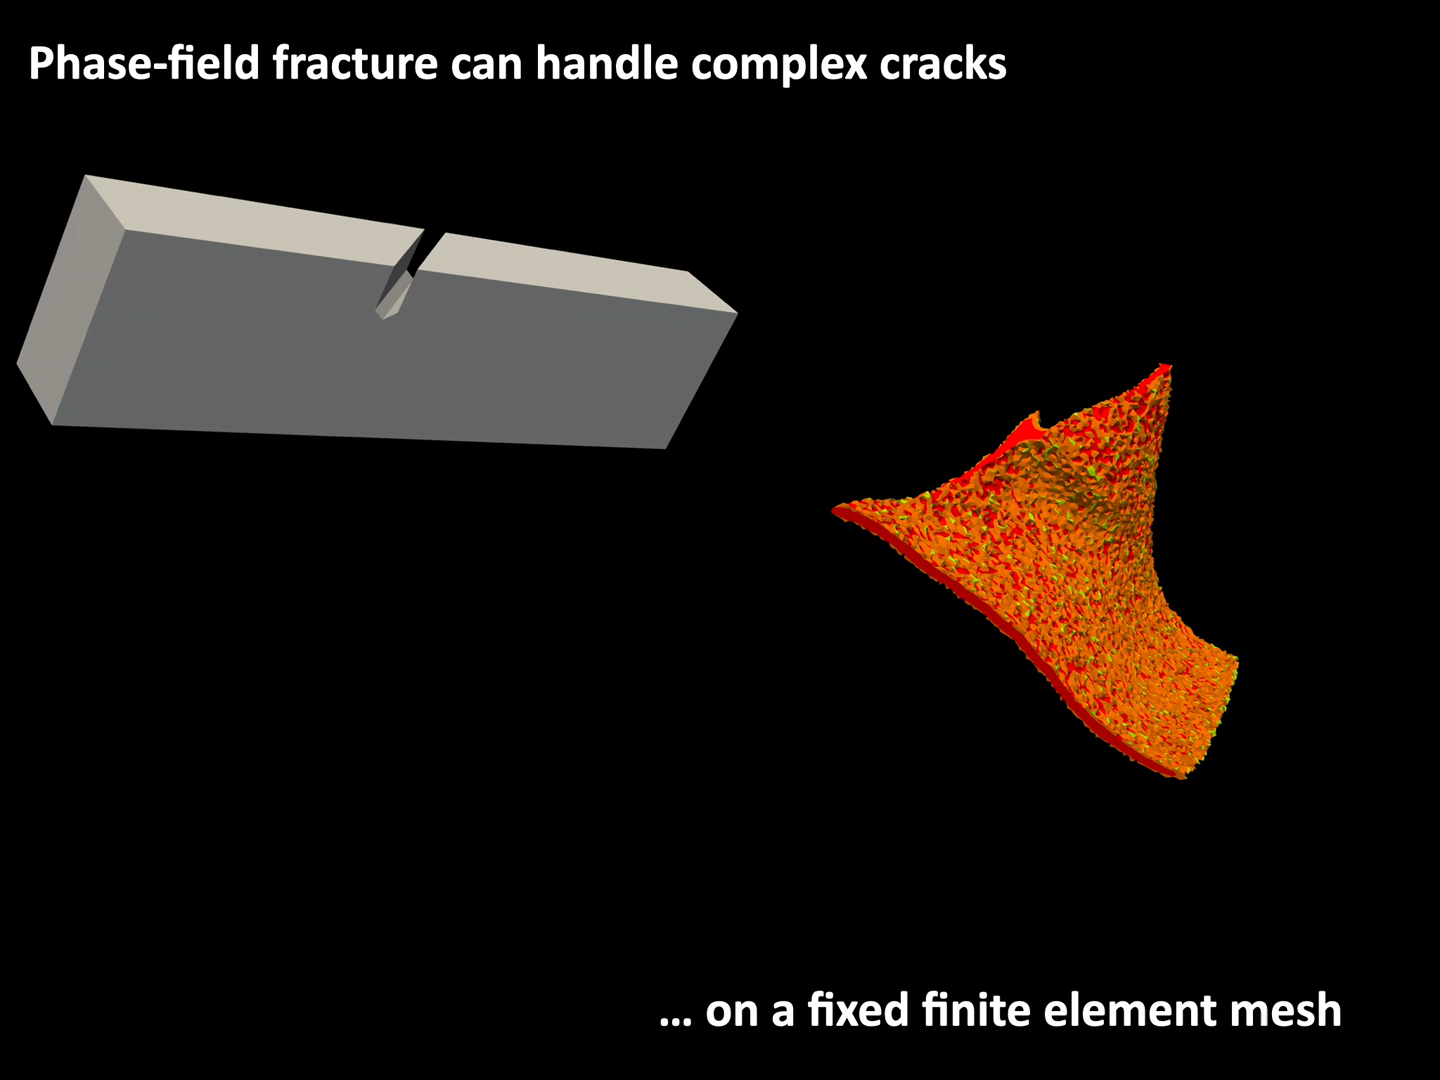 Phase-field fracture can handle complex cracks
... on a fixed finite element mesh